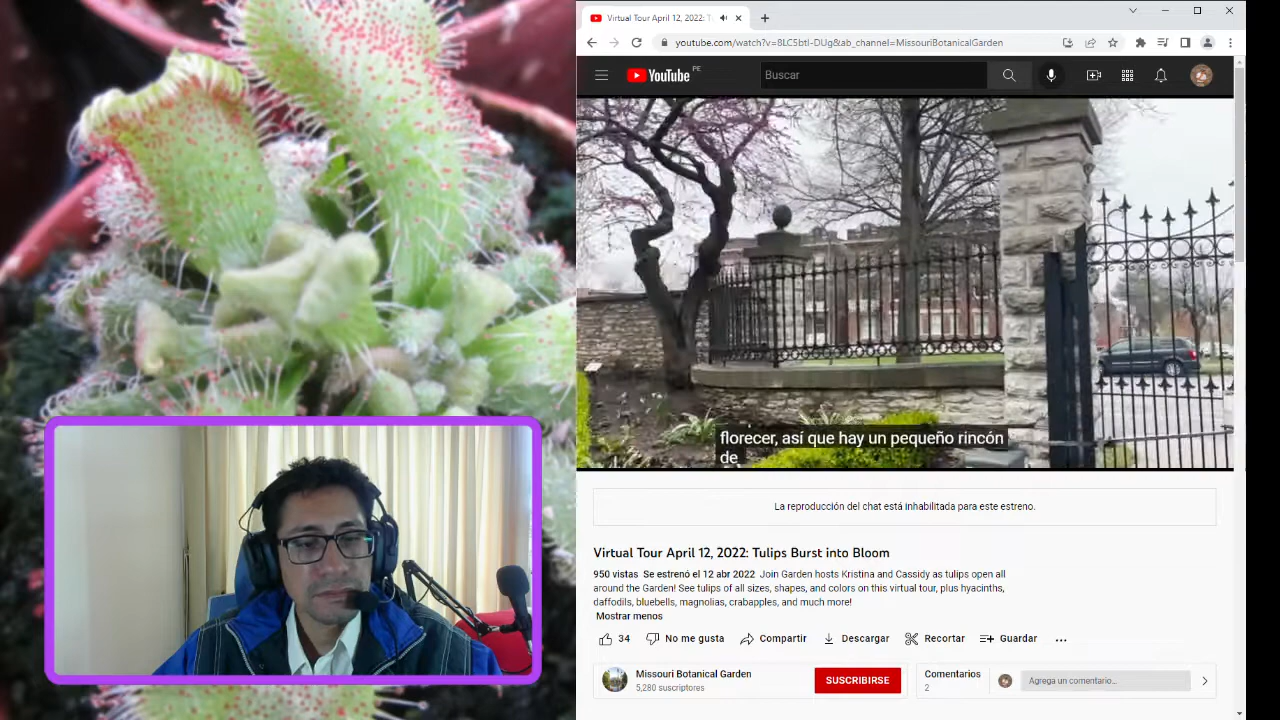 Virtual Tour April 12, 2022: T
youtube.com/watch?v=8LC5btI-DUg&ab_channel=MissouriBotanicalGarden
YouTube PE
Buscar
florecer, así que hay un pequeño rincón
de
La reproducción del chat está inhabilitada para este estreno.
Virtual Tour April 12, 2022: Tulips Burst into Bloom
950 vistas Se estrenó el 12 abr 2022 Join Garden hosts Kristina and Cassidy as tulips open all
around the Garden! See tulips of all sizes, shapes, and colors on this virtual tour, plus hyacinths,
daffodils, bluebells, magnolias, crabapples, and much more!
Mostrar menos
34 No me gusta Compartir Descargar Recortar Guardar ...
Missouri Botanical Garden
5,280 suscriptores
SUSCRIBIRSE
Comentarios
2
Agrega un comentario...